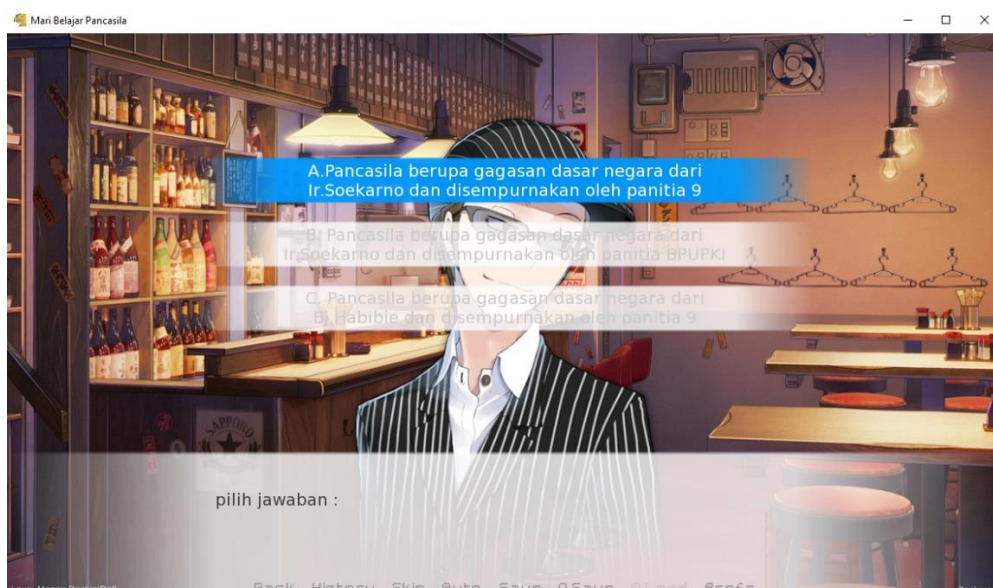 Mari Belajar Pancasila
A.Pancasila berupa gagasan dasar negara dari
Ir.Soekarno dan disempurnakan oleh panitia 9
B. Pancasila berupa gagasan dasar negara dari
Ir.Soekarno dan disempurnakan oleh panitia BPUPKI
C. Pancasila berupa gagasan dasar negara dari
Bj.Habibie dan disempurnakan oleh panitia 9
SAPPORO
pilih jawaban :
Back History Skip Auto Save Q.Save Q.Load Prefs